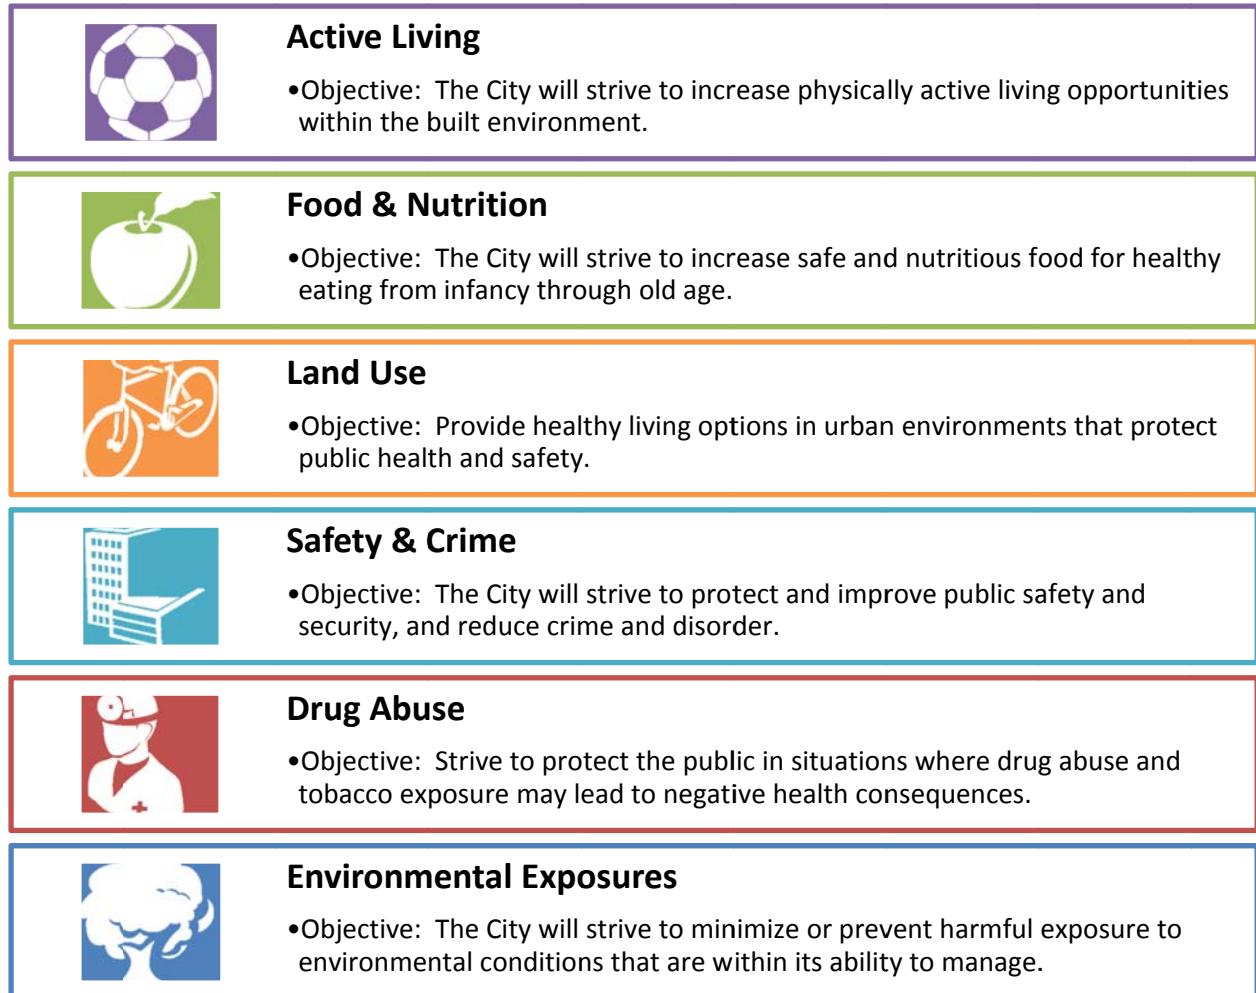 Active Living
•Objective:  The City will strive to increase physically active living opportunities
within the built environment.
Food & Nutrition
•Objective:  The City will strive to increase safe and nutritious food for healthy
eating from infancy through old age.
Land Use
•Objective:  Provide healthy living options in urban environments that protect
public health and safety.
Safety & Crime
•Objective:  The City will strive to protect and improve public safety and
security, and reduce crime and disorder.
Drug Abuse
•Objective:  Strive to protect the public in situations where drug abuse and
tobacco exposure may lead to negative health consequences.
Environmental Exposures
•Objective:  The City will strive to minimize or prevent harmful exposure to
environmental conditions that are within its ability to manage.